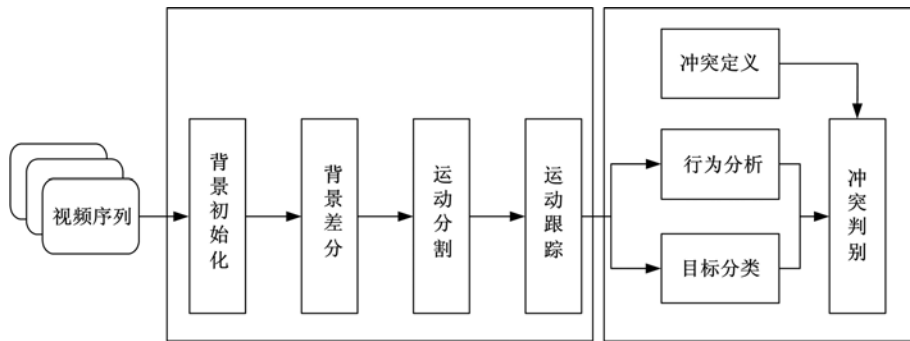 视频序列
背景初始化
背景差分
运动分割
运动跟踪
冲突定义
行为分析
目标分类
冲突判别